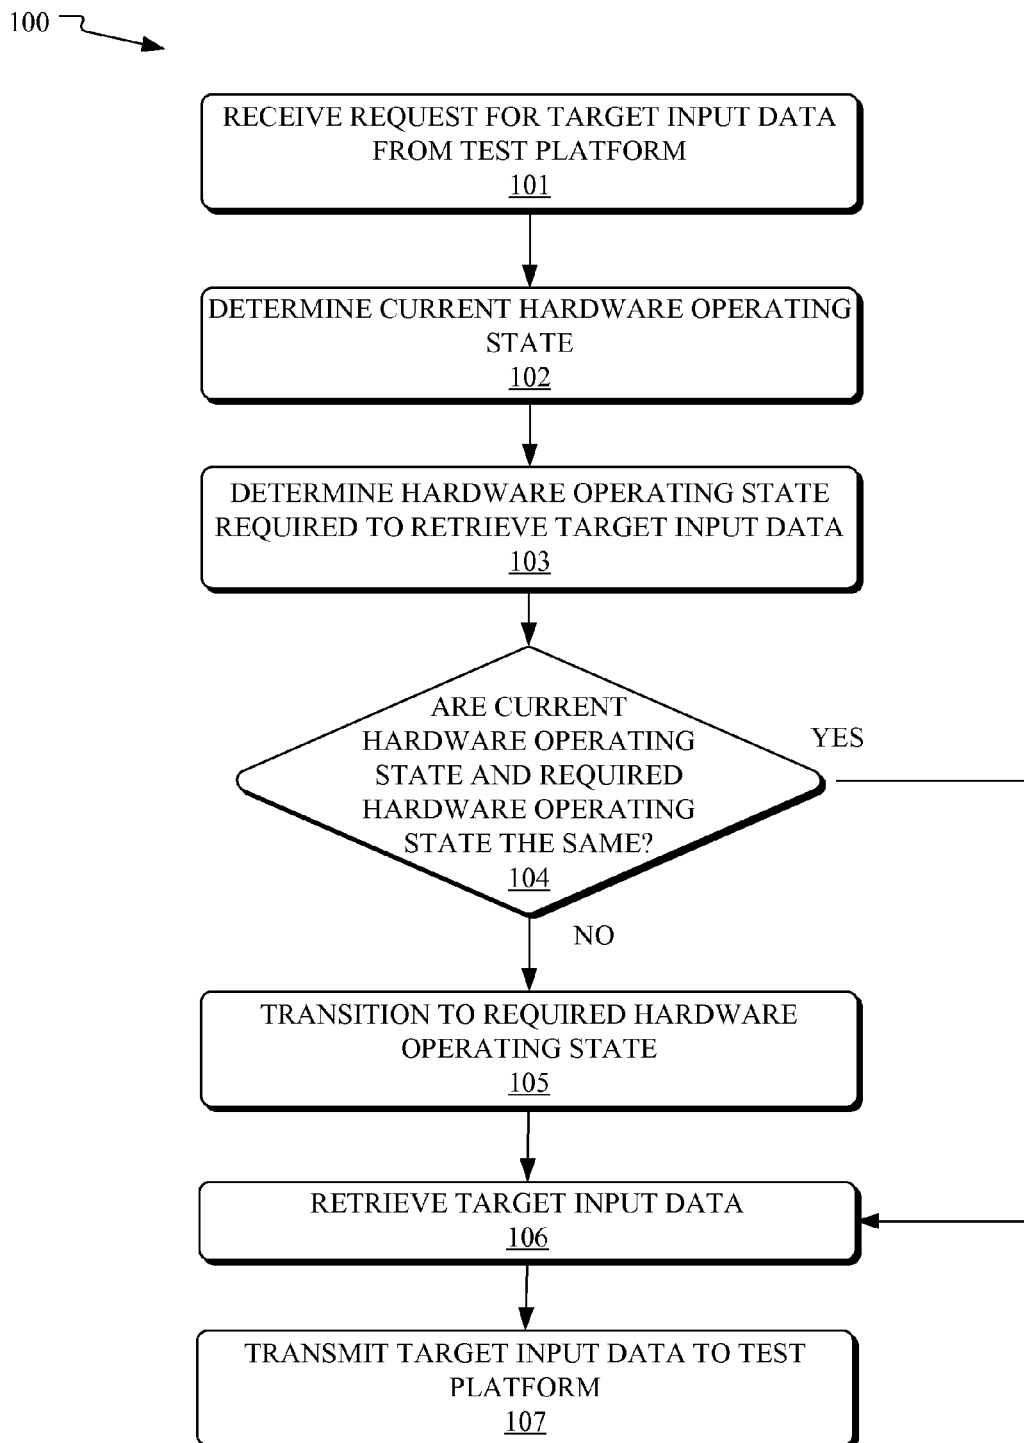 100
RECEIVE REQUEST FOR TARGET INPUT DATA
FROM TEST PLATFORM
101
DETERMINE CURRENT HARDWARE OPERATING
STATE
102
DETERMINE HARDWARE OPERATING STATE
REQUIRED TO RETRIEVE TARGET INPUT DATA
103
ARE CURRENT
HARDWARE OPERATING
STATE AND REQUIRED
HARDWARE OPERATING
STATE THE SAME?
104
YES
NO
TRANSITION TO REQUIRED HARDWARE
OPERATING STATE
105
RETRIEVE TARGET INPUT DATA
106
TRANSMIT TARGET INPUT DATA TO TEST
PLATFORM
107